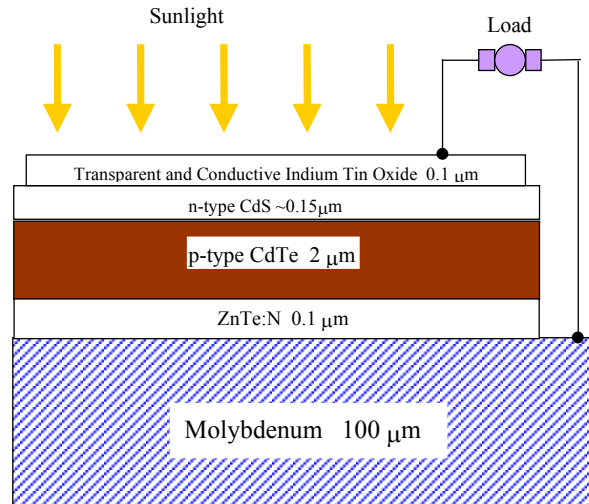 Sunlight
Load
Transparent and Conductive Indium Tin Oxide 0.1 μm
n-type CdS ~0.15μm
p-type CdTe 2 μm
ZnTe:N 0.1 μm
Molybdenum 100 μm